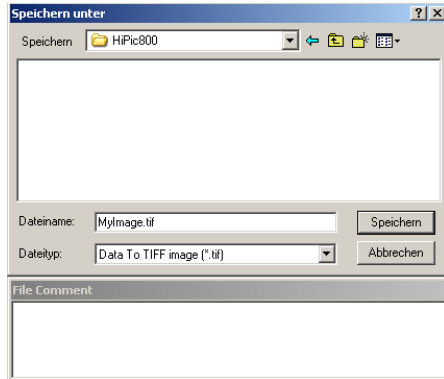 Speichern unter
Speichern HiPic800
Dateiname: MyImage.tif Speichern
Dateityp: Data To TIFF image (*.tif) Abbrechen
File Comment